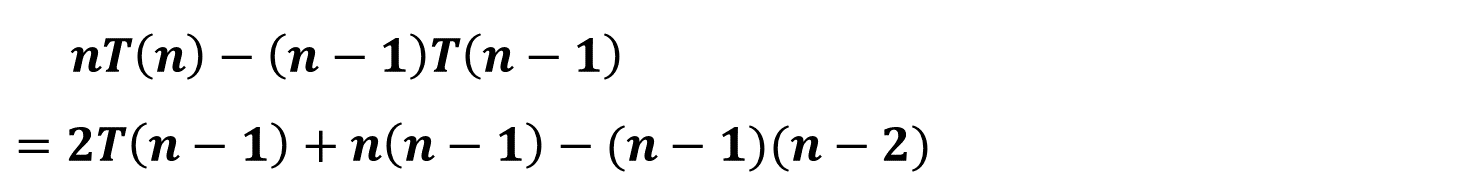 nT(n) − (n − 1)T(n − 1)
= 2T(n − 1) + n(n − 1) − (n − 1)(n − 2)